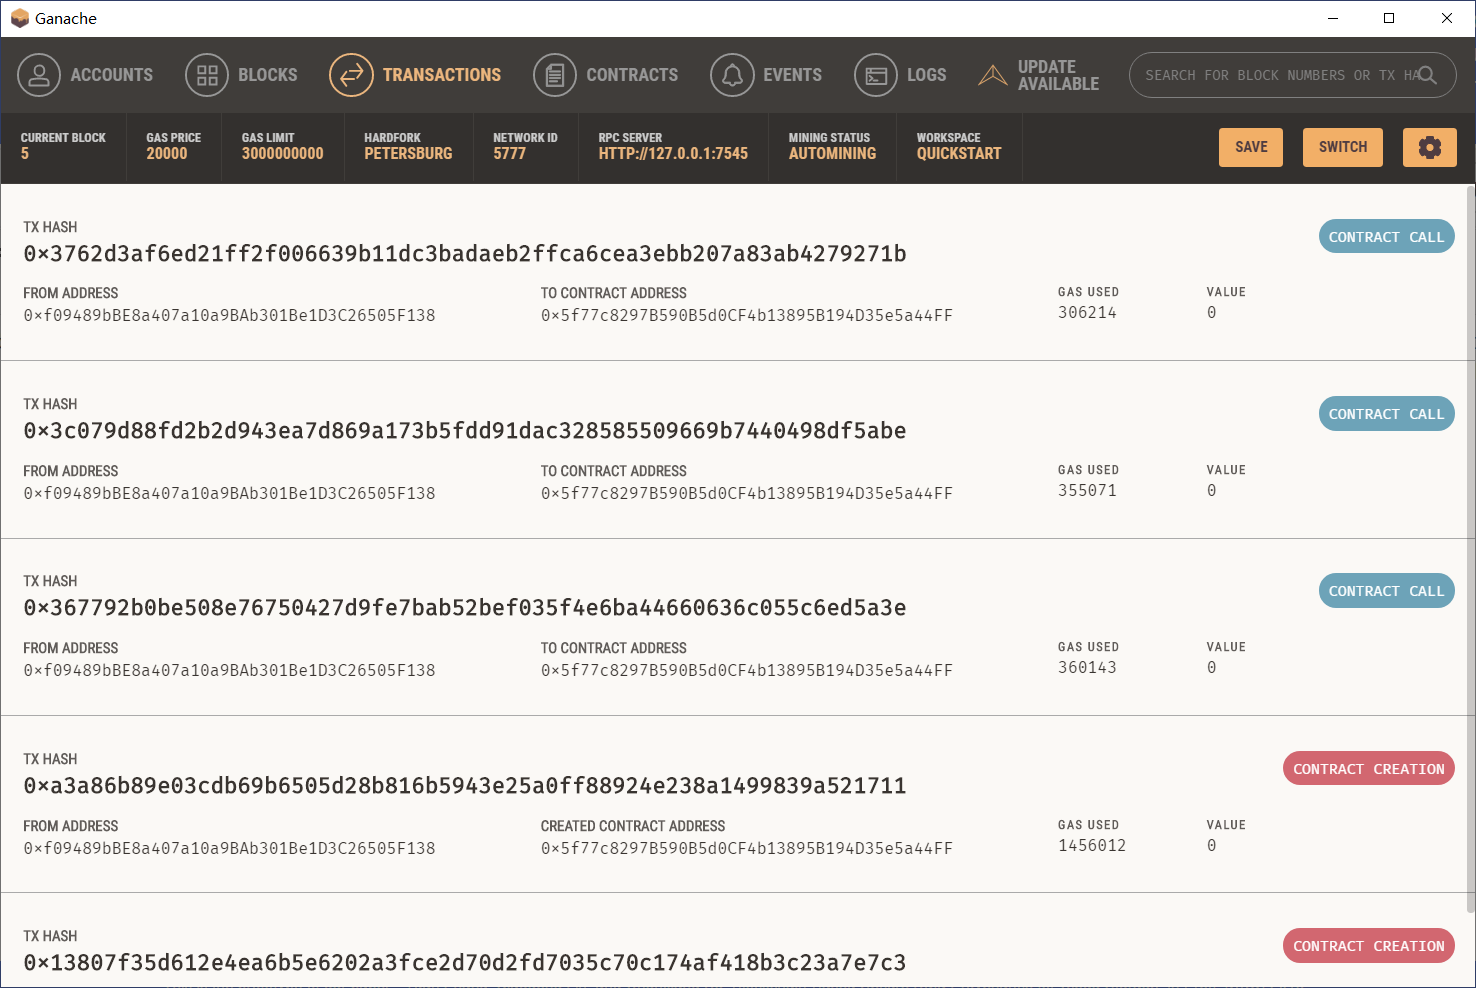 Ganache
ACCOUNTS
BLOCKS
TRANSACTIONS
CONTRACTS
EVENTS
LOGS
UPDATE
AVAILABLE
SEARCH FOR BLOCK NUMBERS OR TX HA
CURRENT BLOCK
5
GAS PRICE
20000
GAS LIMIT
3000000000
HARDFORK
PETERSBURG
NETWORK ID
5777
RPC SERVER
HTTP://127.0.0.1:7545
MINING STATUS
AUTOMINING
WORKSPACE
QUICKSTART
SAVE
SWITCH
TX HASH
0×3762d3af6ed21ff2f006639b11dc3badaeb2ffca6cea3ebb207a83ab4279271b
CONTRACT CALL
FROM ADDRESS
0×f09489bBE8a407a10a9BAb301Be1D3C26505F138
TO CONTRACT ADDRESS
0×5f77c8297B590B5d0CF4b13895B194D35e5a44FF
GAS USED
306214
VALUE
0
TX HASH
0×3c079d88fd2b2d943ea7d869a173b5fdd91dac328585509669b7440498df5abe
CONTRACT CALL
FROM ADDRESS
0×f09489bBE8a407a10a9BAb301Be1D3C26505F138
TO CONTRACT ADDRESS
0×5f77c8297B590B5d0CF4b13895B194D35e5a44FF
GAS USED
355071
VALUE
0
TX HASH
0×367792b0be508e76750427d9fe7bab52bef035f4e6ba44660636c055c6ed5a3e
CONTRACT CALL
FROM ADDRESS
0×f09489bBE8a407a10a9BAb301Be1D3C26505F138
TO CONTRACT ADDRESS
0×5f77c8297B590B5d0CF4b13895B194D35e5a44FF
GAS USED
360143
VALUE
0
TX HASH
0×a3a86b89e03cdb69b6505d28b816b5943e25a0ff88924e238a1499839a521711
CONTRACT CREATION
FROM ADDRESS
0×f09489bBE8a407a10a9BAb301Be1D3C26505F138
CREATED CONTRACT ADDRESS
0×5f77c8297B590B5d0CF4b13895B194D35e5a44FF
GAS USED
1456012
VALUE
0
TX HASH
0×13807f35d612e4ea6b5e6202a3fce2d70d2fd7035c70c174af418b3c23a7e7c3
CONTRACT CREATION